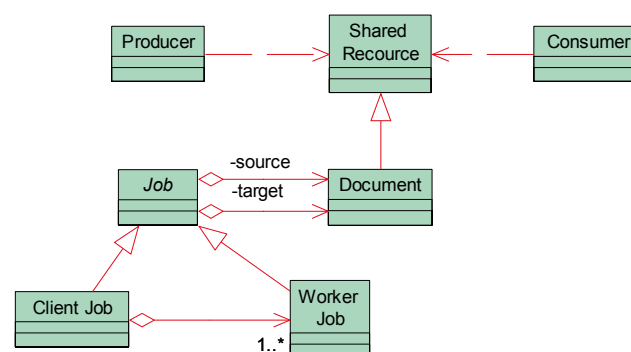 Producer
Shared
Recource
Consumer
-source
Job
-target
Document
Client Job
Worker
Job
1..*